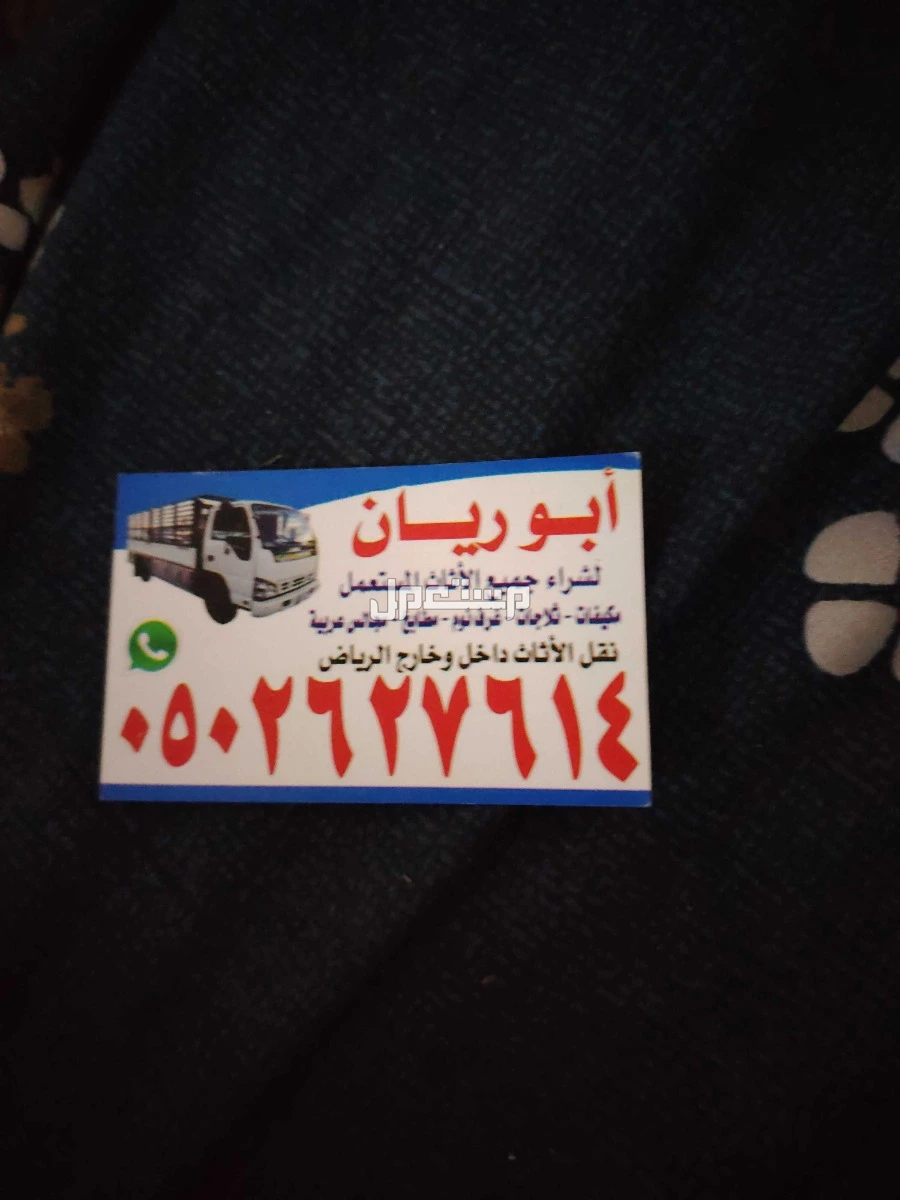 أبو ريان
لشراء جميع الأثاث المستعمل
مكيفات - ثلاجات - غرف نوم - مطابخ - مجالس عربية
نقل الأثاث داخل وخارج الرياض
٠٥٠٢٦٢٧٦١٤